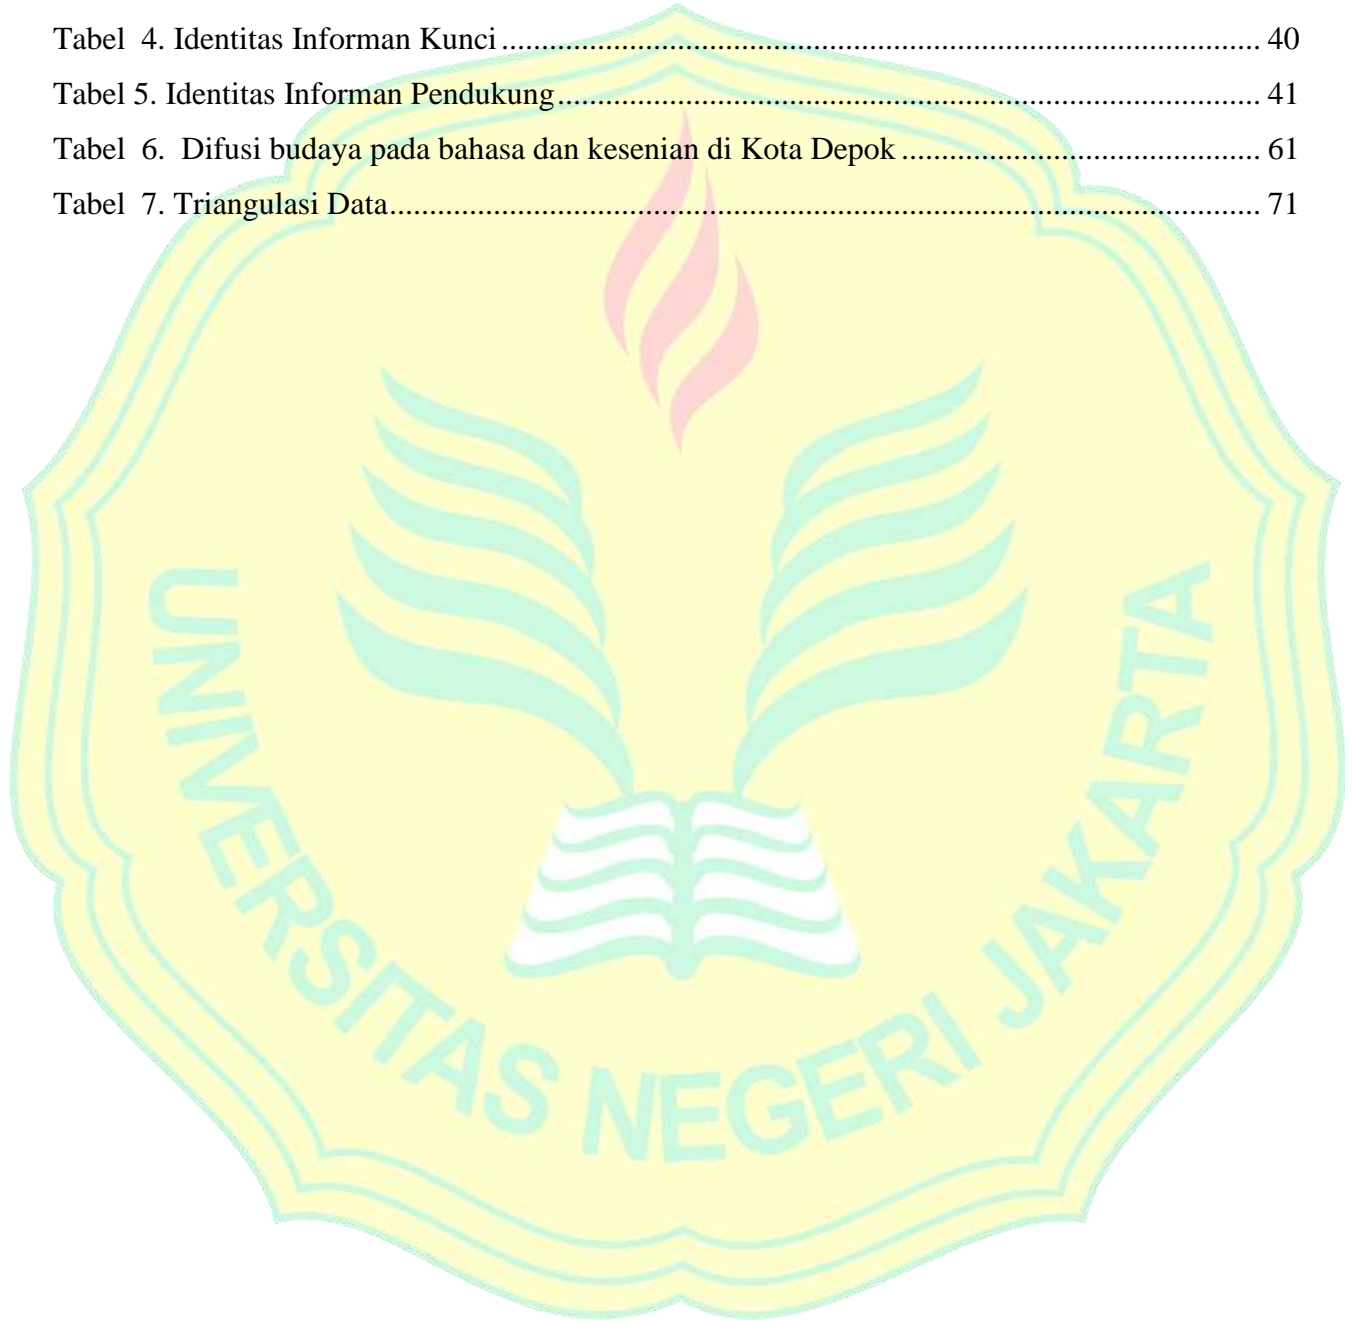 Tabel  4. Identitas Informan Kunci ........................................................................................... 40
Tabel 5. Identitas Informan Pendukung..................................................................................... 41
Tabel  6.  Difusi budaya pada bahasa dan kesenian di Kota Depok ........................................... 61
Tabel  7. Triangulasi Data......................................................................................................... 71
UNIVERSITAS NEGERI JAKARTA